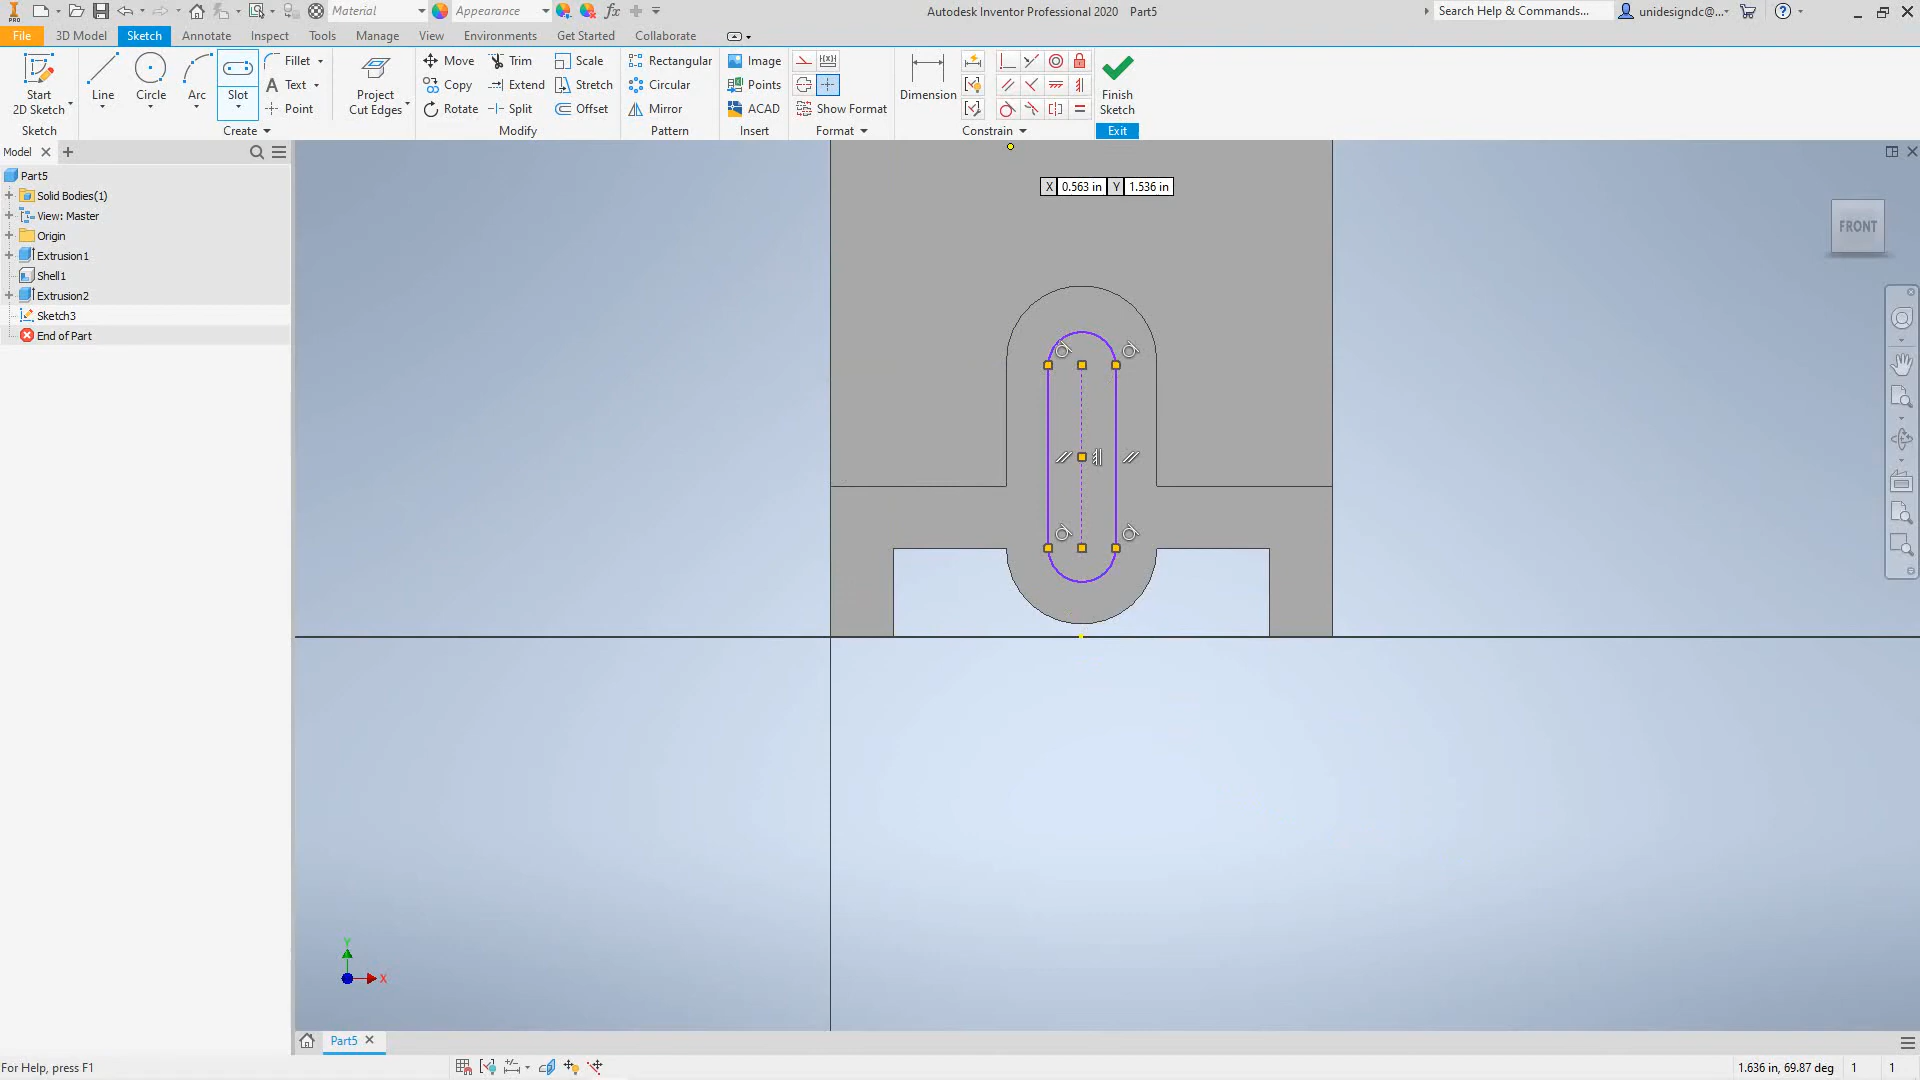 PRO
Material
Appearance
fx
Autodesk Inventor Professional 2020 Part5
Search Help & Commands...
unidesigndc@...
File 3D Model Sketch Annotate Inspect Tools Manage View Environments Get Started Collaborate
Start
2D Sketch
Line
Circle
Arc
Slot
Fillet
Text
Point
Project
Cut Edges
Move Trim Scale
Copy Extend Stretch
Rotate Split Offset
Rectangular
Circular
Mirror
Image
Points
ACAD
Show Format
Dimension
Finish
Sketch
Sketch Create Modify Pattern Insert Format Constrain Exit
Model
Part5
Solid Bodies(1)
View: Master
Origin
Extrusion1
Shell1
Extrusion2
Sketch3
End of Part
X 0.563 in Y 1.536 in
FRONT
Y
X
Part5
For Help, press F1
1.636 in, 69.87 deg 1 1